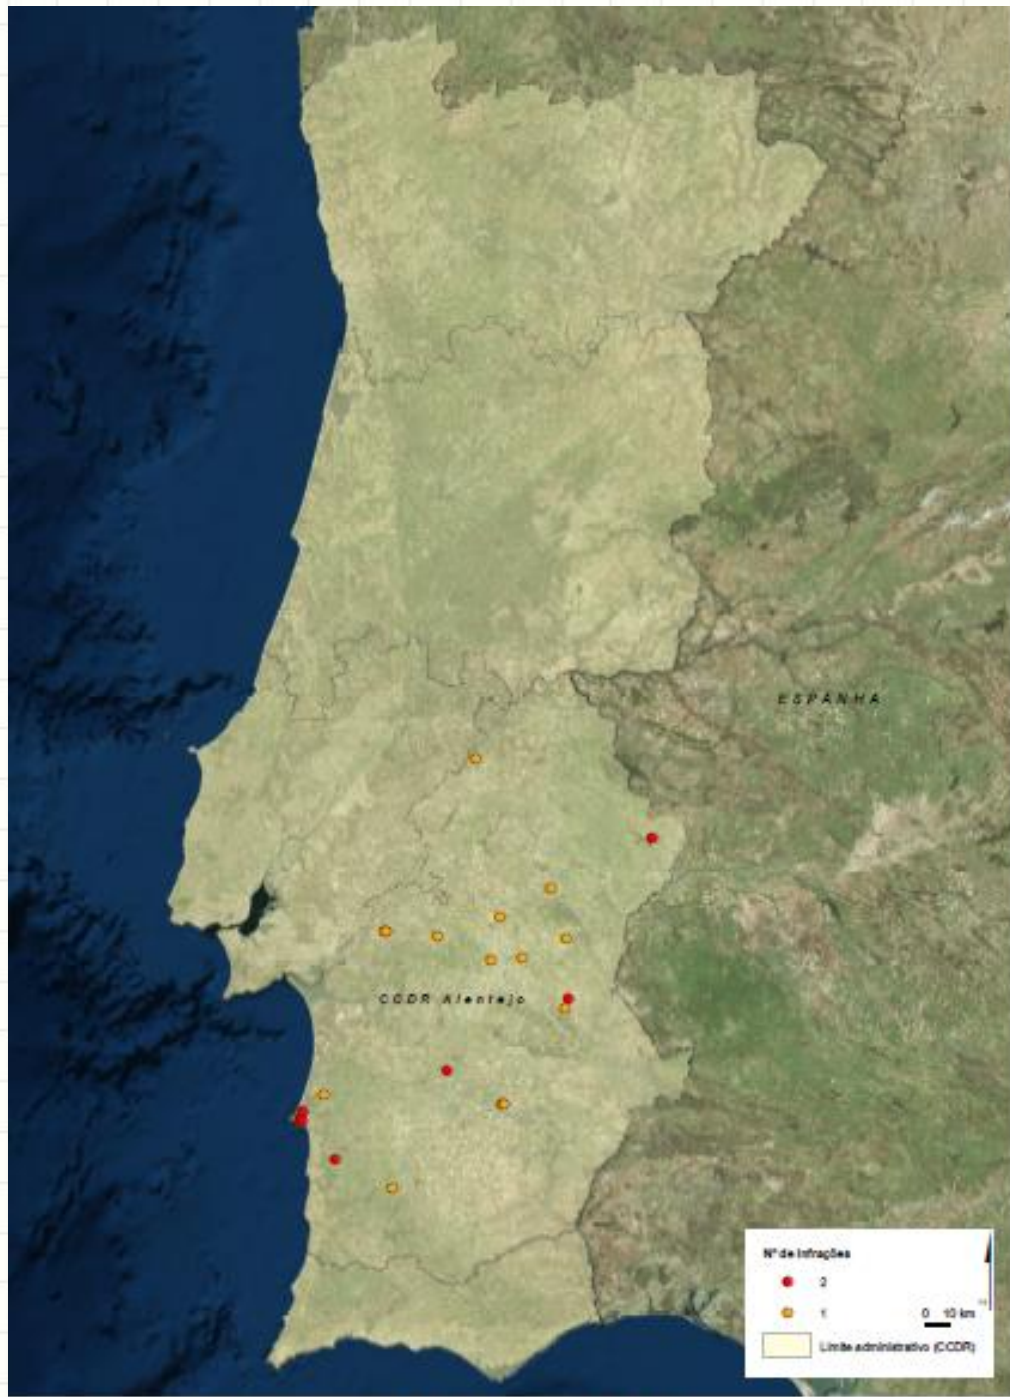 ESPANHA
CCDR Alentejo
Nº de Infrações
2
1
0 10 km
Limite administrativo (CCDR)